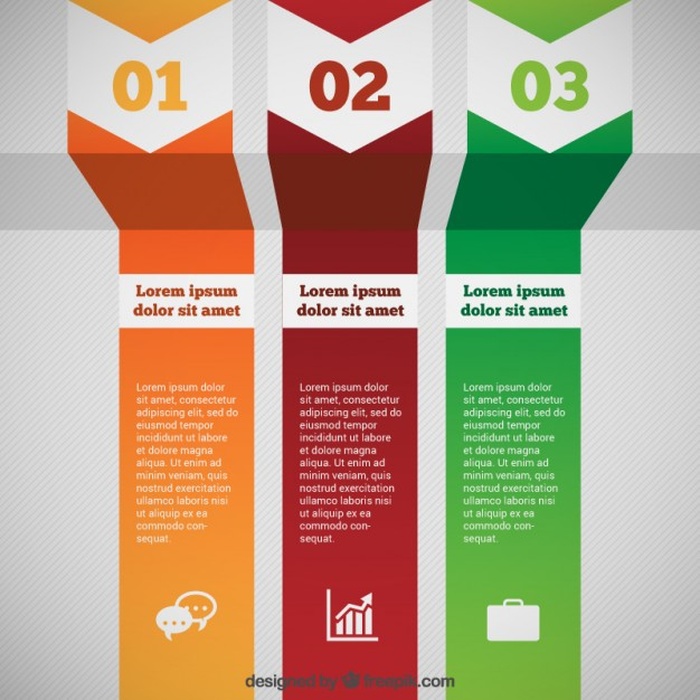 01
02
03
Lorem ipsum
dolor sit amet
Lorem ipsum
dolor sit amet
Lorem ipsum
dolor sit amet
Lorem ipsum dolor
sit amet, consectetur
adipiscing elit, sed do
eiusmod tempor
incididunt ut labore
et dolore magna
aliqua. Ut enim ad
minim veniam, quis
nostrud exercitation
ullamco laboris nisi
ut aliquip ex ea
commodo con-
sequat.
Lorem ipsum dolor
sit amet, consectetur
adipiscing elit, sed do
eiusmod tempor
incididunt ut labore
et dolore magna
aliqua. Ut enim ad
minim veniam, quis
nostrud exercitation
ullamco laboris nisi
ut aliquip ex ea
commodo con-
sequat.
Lorem ipsum dolor
sit amet, consectetur
adipiscing elit, sed do
eiusmod tempor
incididunt ut labore
et dolore magna
aliqua. Ut enim ad
minim veniam, quis
nostrud exercitation
ullamco laboris nisi
ut aliquip ex ea
commodo con-
sequat.
designed by freepik.com